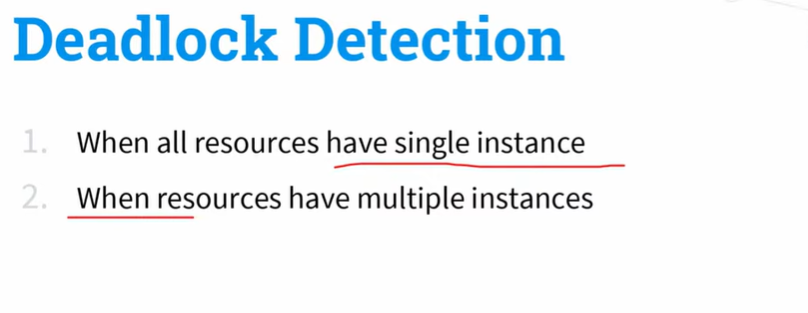 Deadlock Detection
1. When all resources have single instance
2. When resources have multiple instances